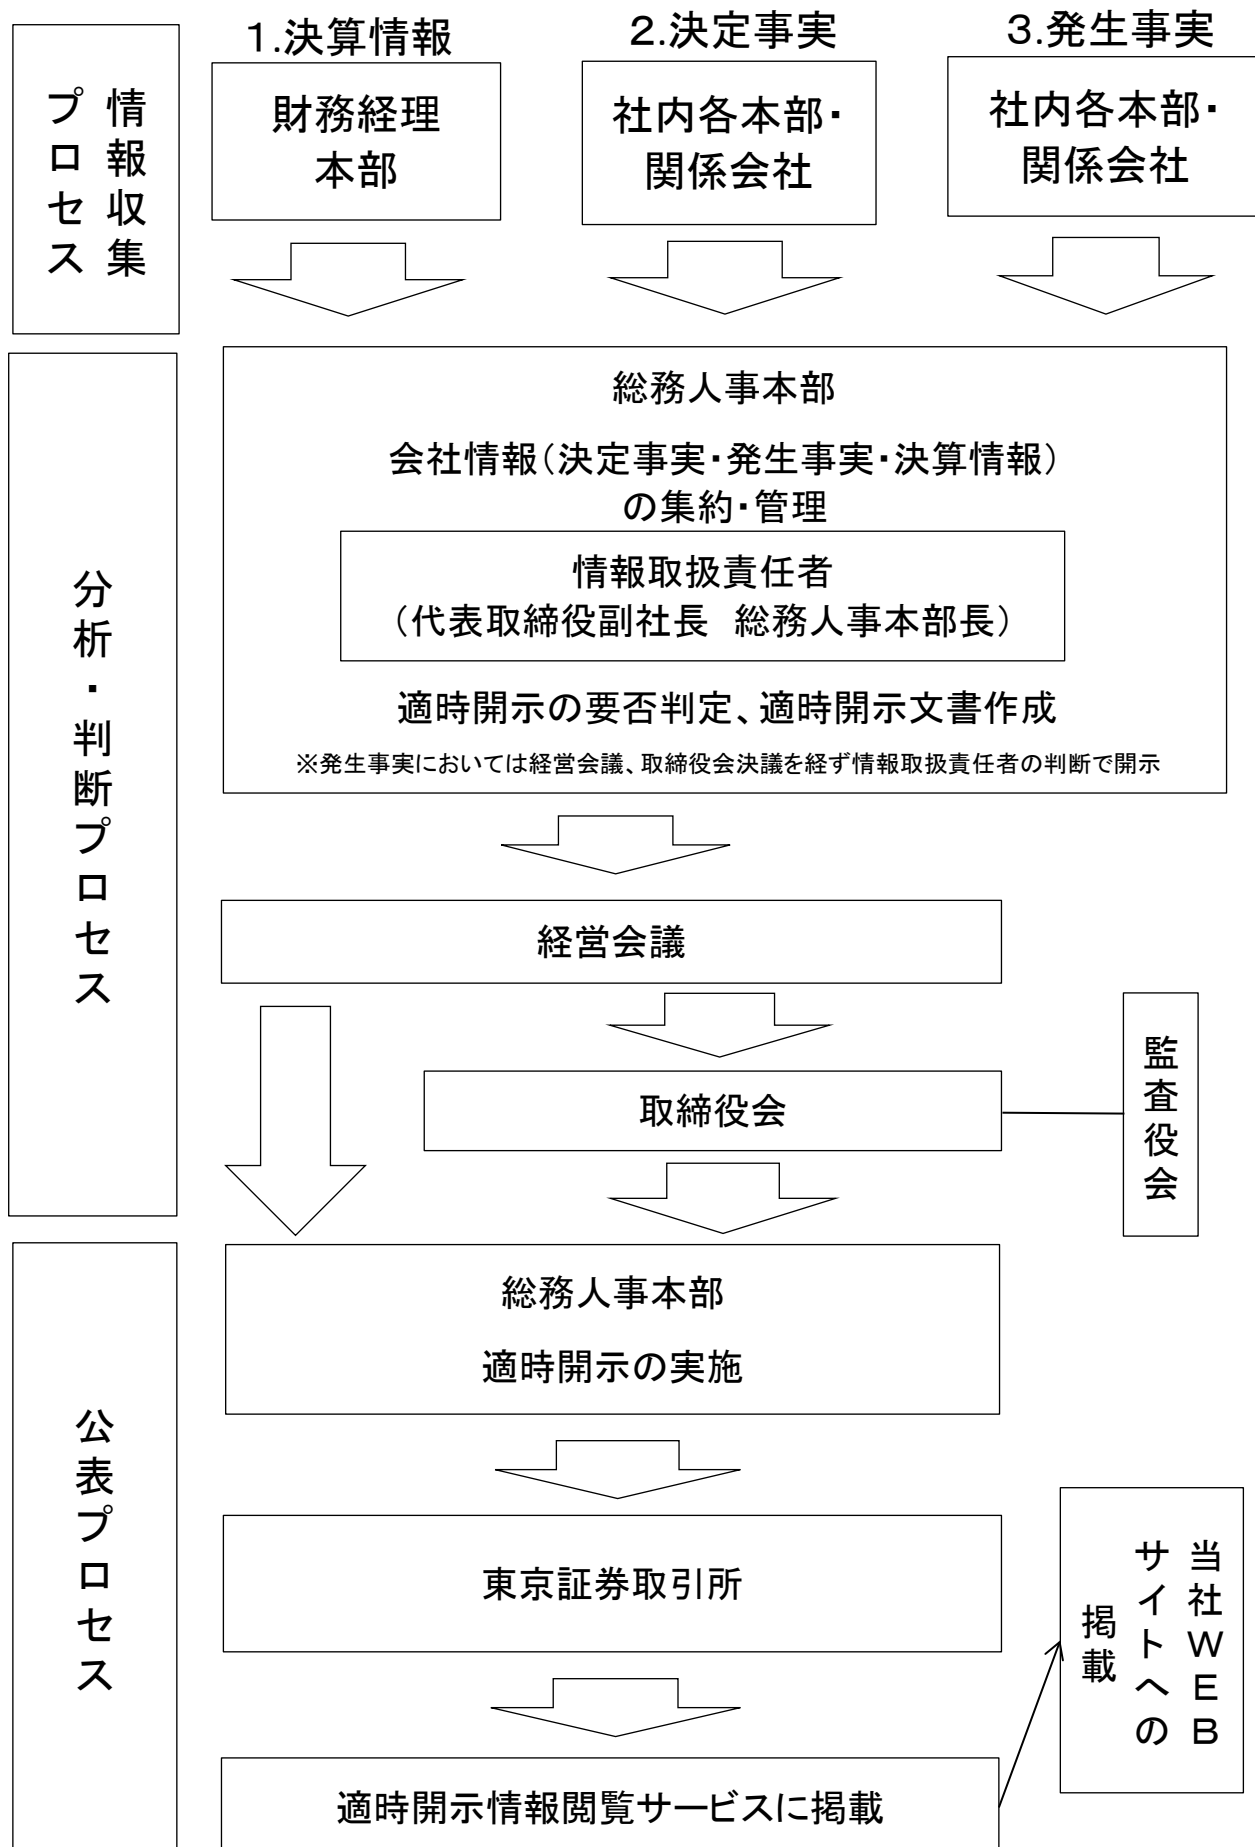 情報収集
プロセス
1.決算情報
財務経理
本部
２.決定事実
社内各本部・
関係会社
３.発生事実
社内各本部・
関係会社
分析・判断プロセス
総務人事本部
会社情報（決定事実・発生事実・決算情報）
の集約・管理
情報取扱責任者
（代表取締役副社長　総務人事本部長）
適時開示の要否判定、適時開示文書作成
※発生事実においては経営会議、取締役会決議を経ず情報取扱責任者の判断で開示
経営会議
取締役会
監査役会
公表プロセス
総務人事本部
適時開示の実施
東京証券取引所
適時開示情報閲覧サービスに掲載
当社ＷＥＢ
サイトへの
掲載